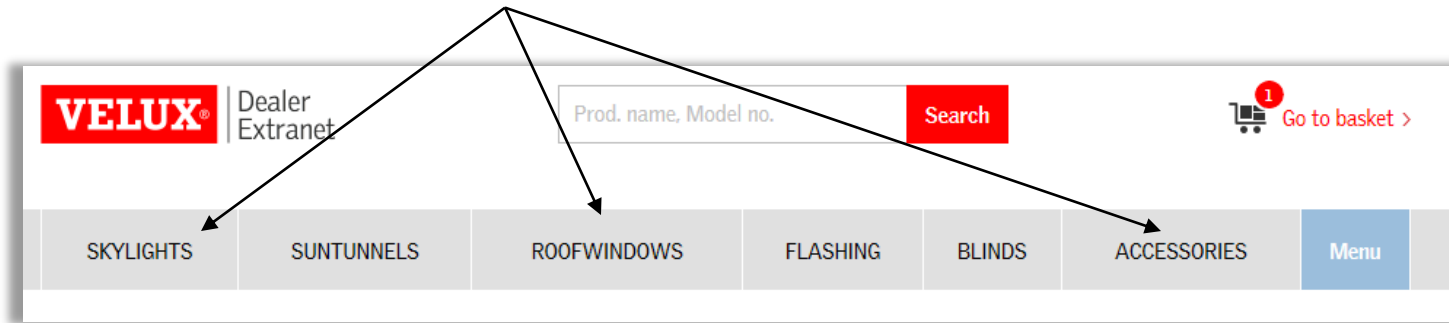 VELUX®
Dealer
Extranet
Prod. name, Model no.
Search
1
Go to basket >
SKYLIGHTS
SUNTUNNELS
ROOFWINDOWS
FLASHING
BLINDS
ACCESSORIES
Menu